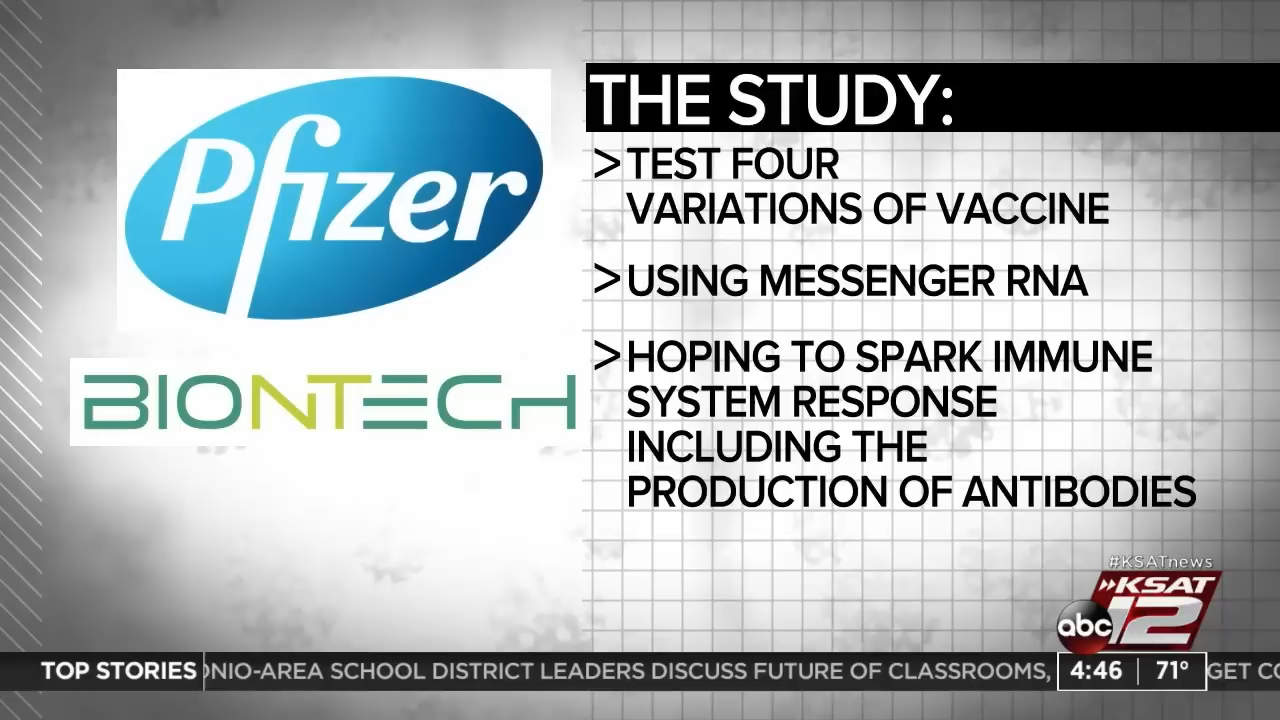 Pfizer
BIONTECH
THE STUDY:
>TEST FOUR
VARIATIONS OF VACCINE
>USING MESSENGER RNA
>HOPING TO SPARK IMMUNE
SYSTEM RESPONSE
INCLUDING THE
PRODUCTION OF ANTIBODIES
#KSATnews
KSAT
abc 12
TOP STORIES ONIO-AREA SCHOOL DISTRICT LEADERS DISCUSS FUTURE OF CLASSROOMS, 4:46 71° GET